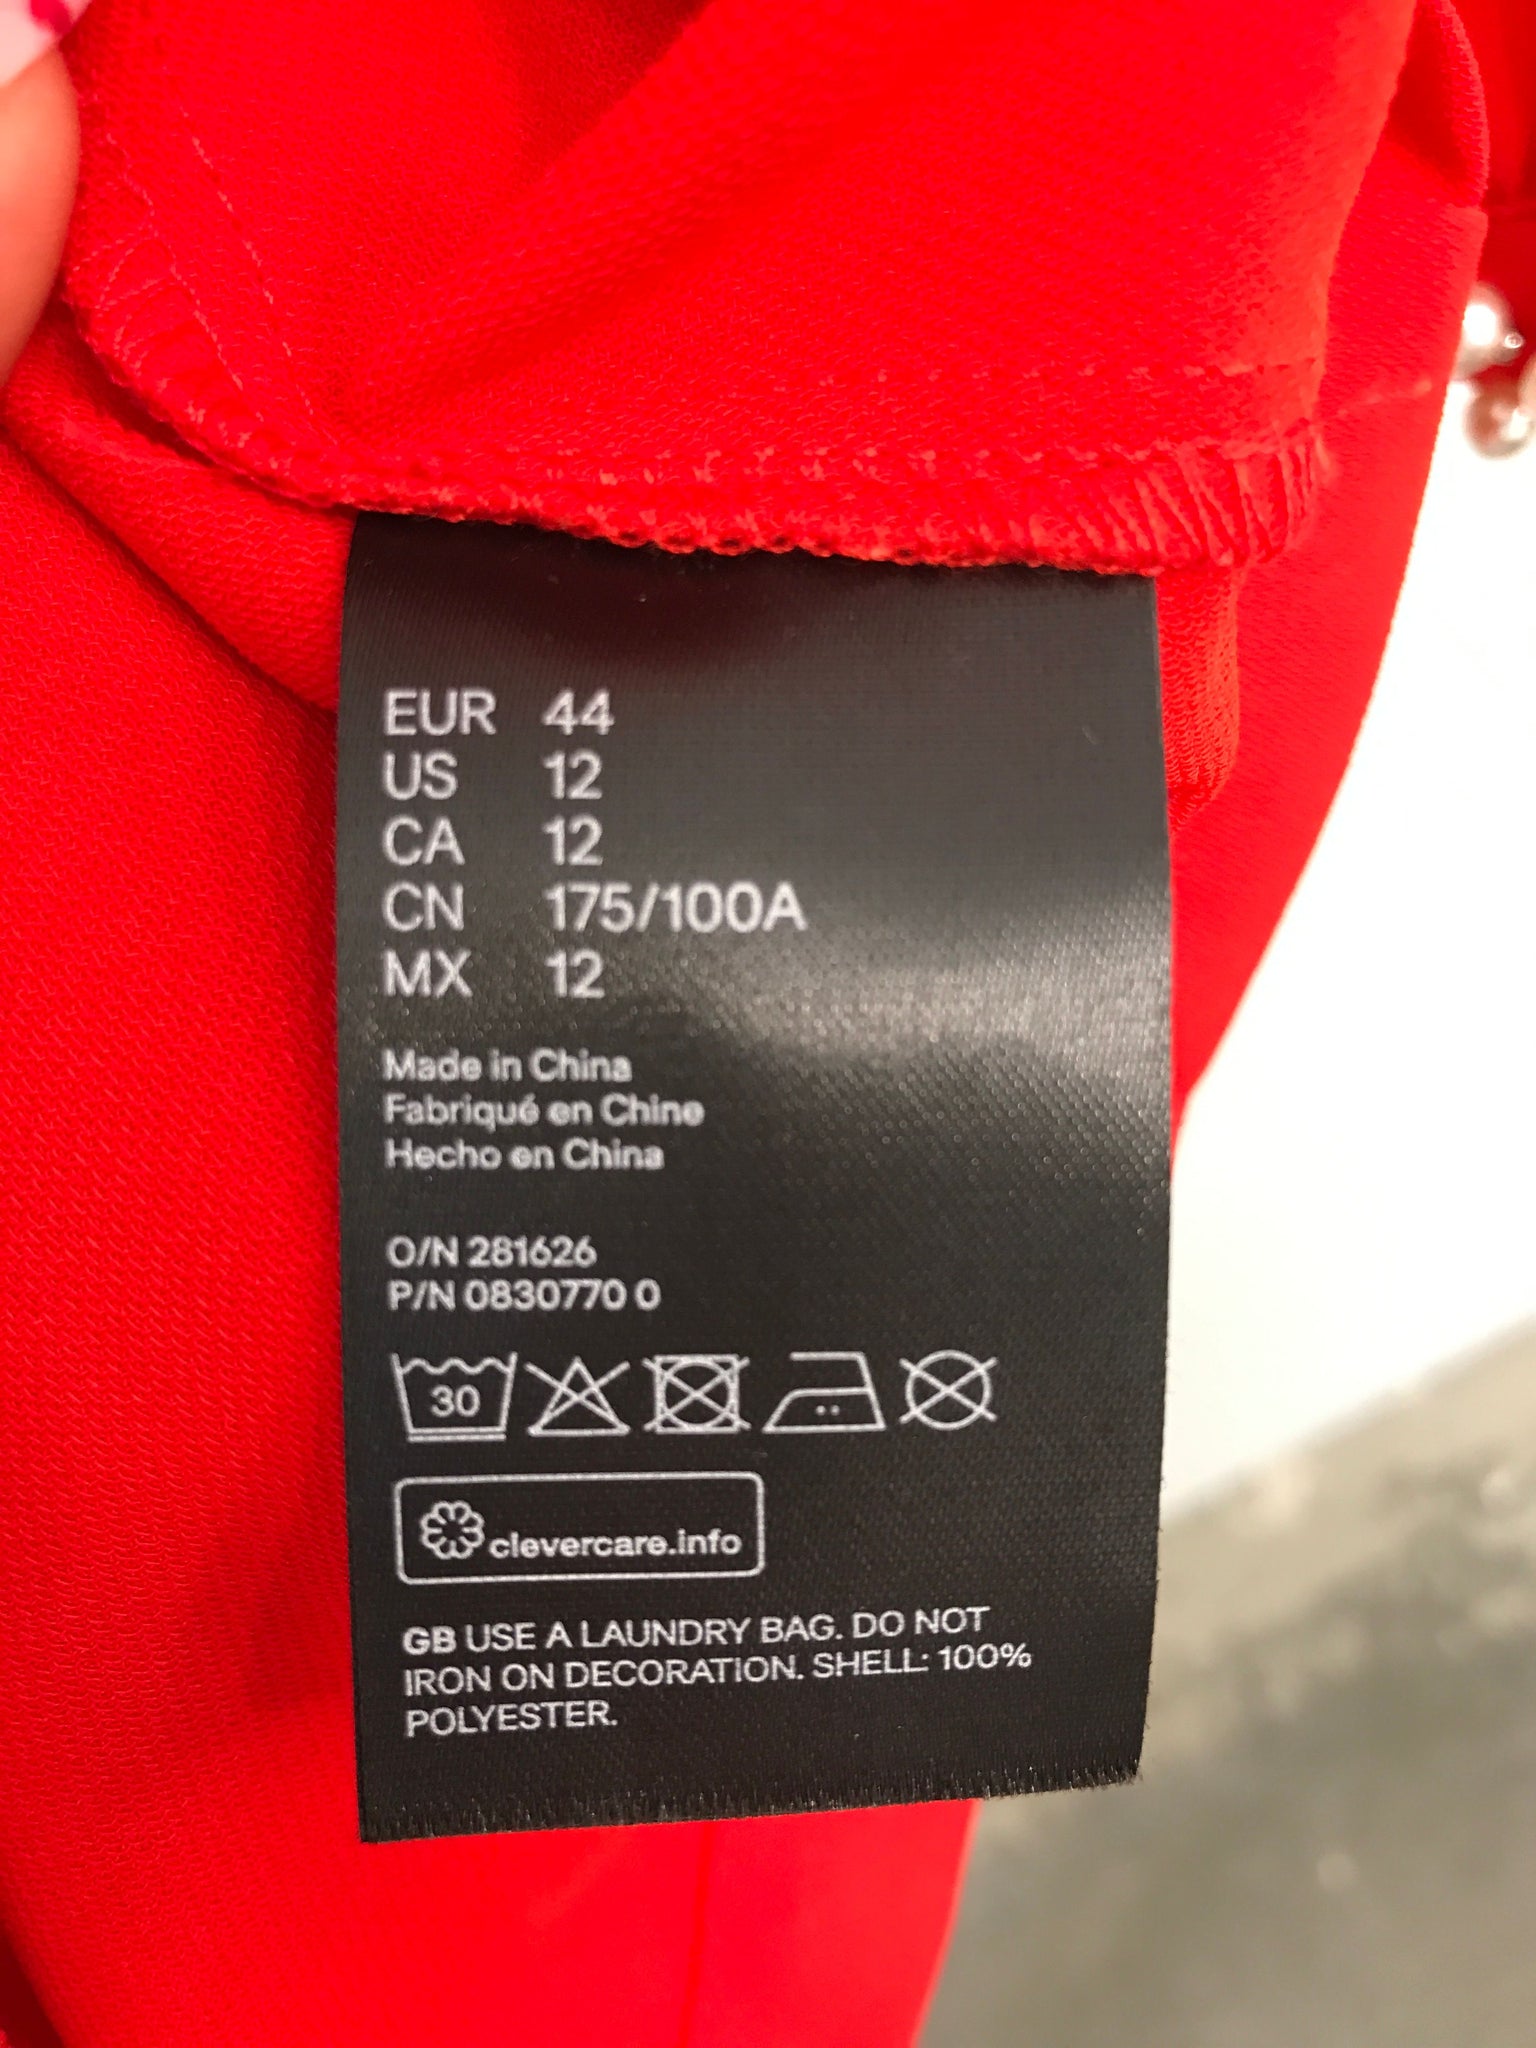 EUR 44
US 12
CA 12
CN 175/100A
MX 12
Made in China
Fabriqué en Chine
Hecho en China
O/N 281626
P/N 0830770 0
30
clevercare.info
GB USE A LAUNDRY BAG. DO NOT
IRON ON DECORATION. SHELL: 100%
POLYESTER.